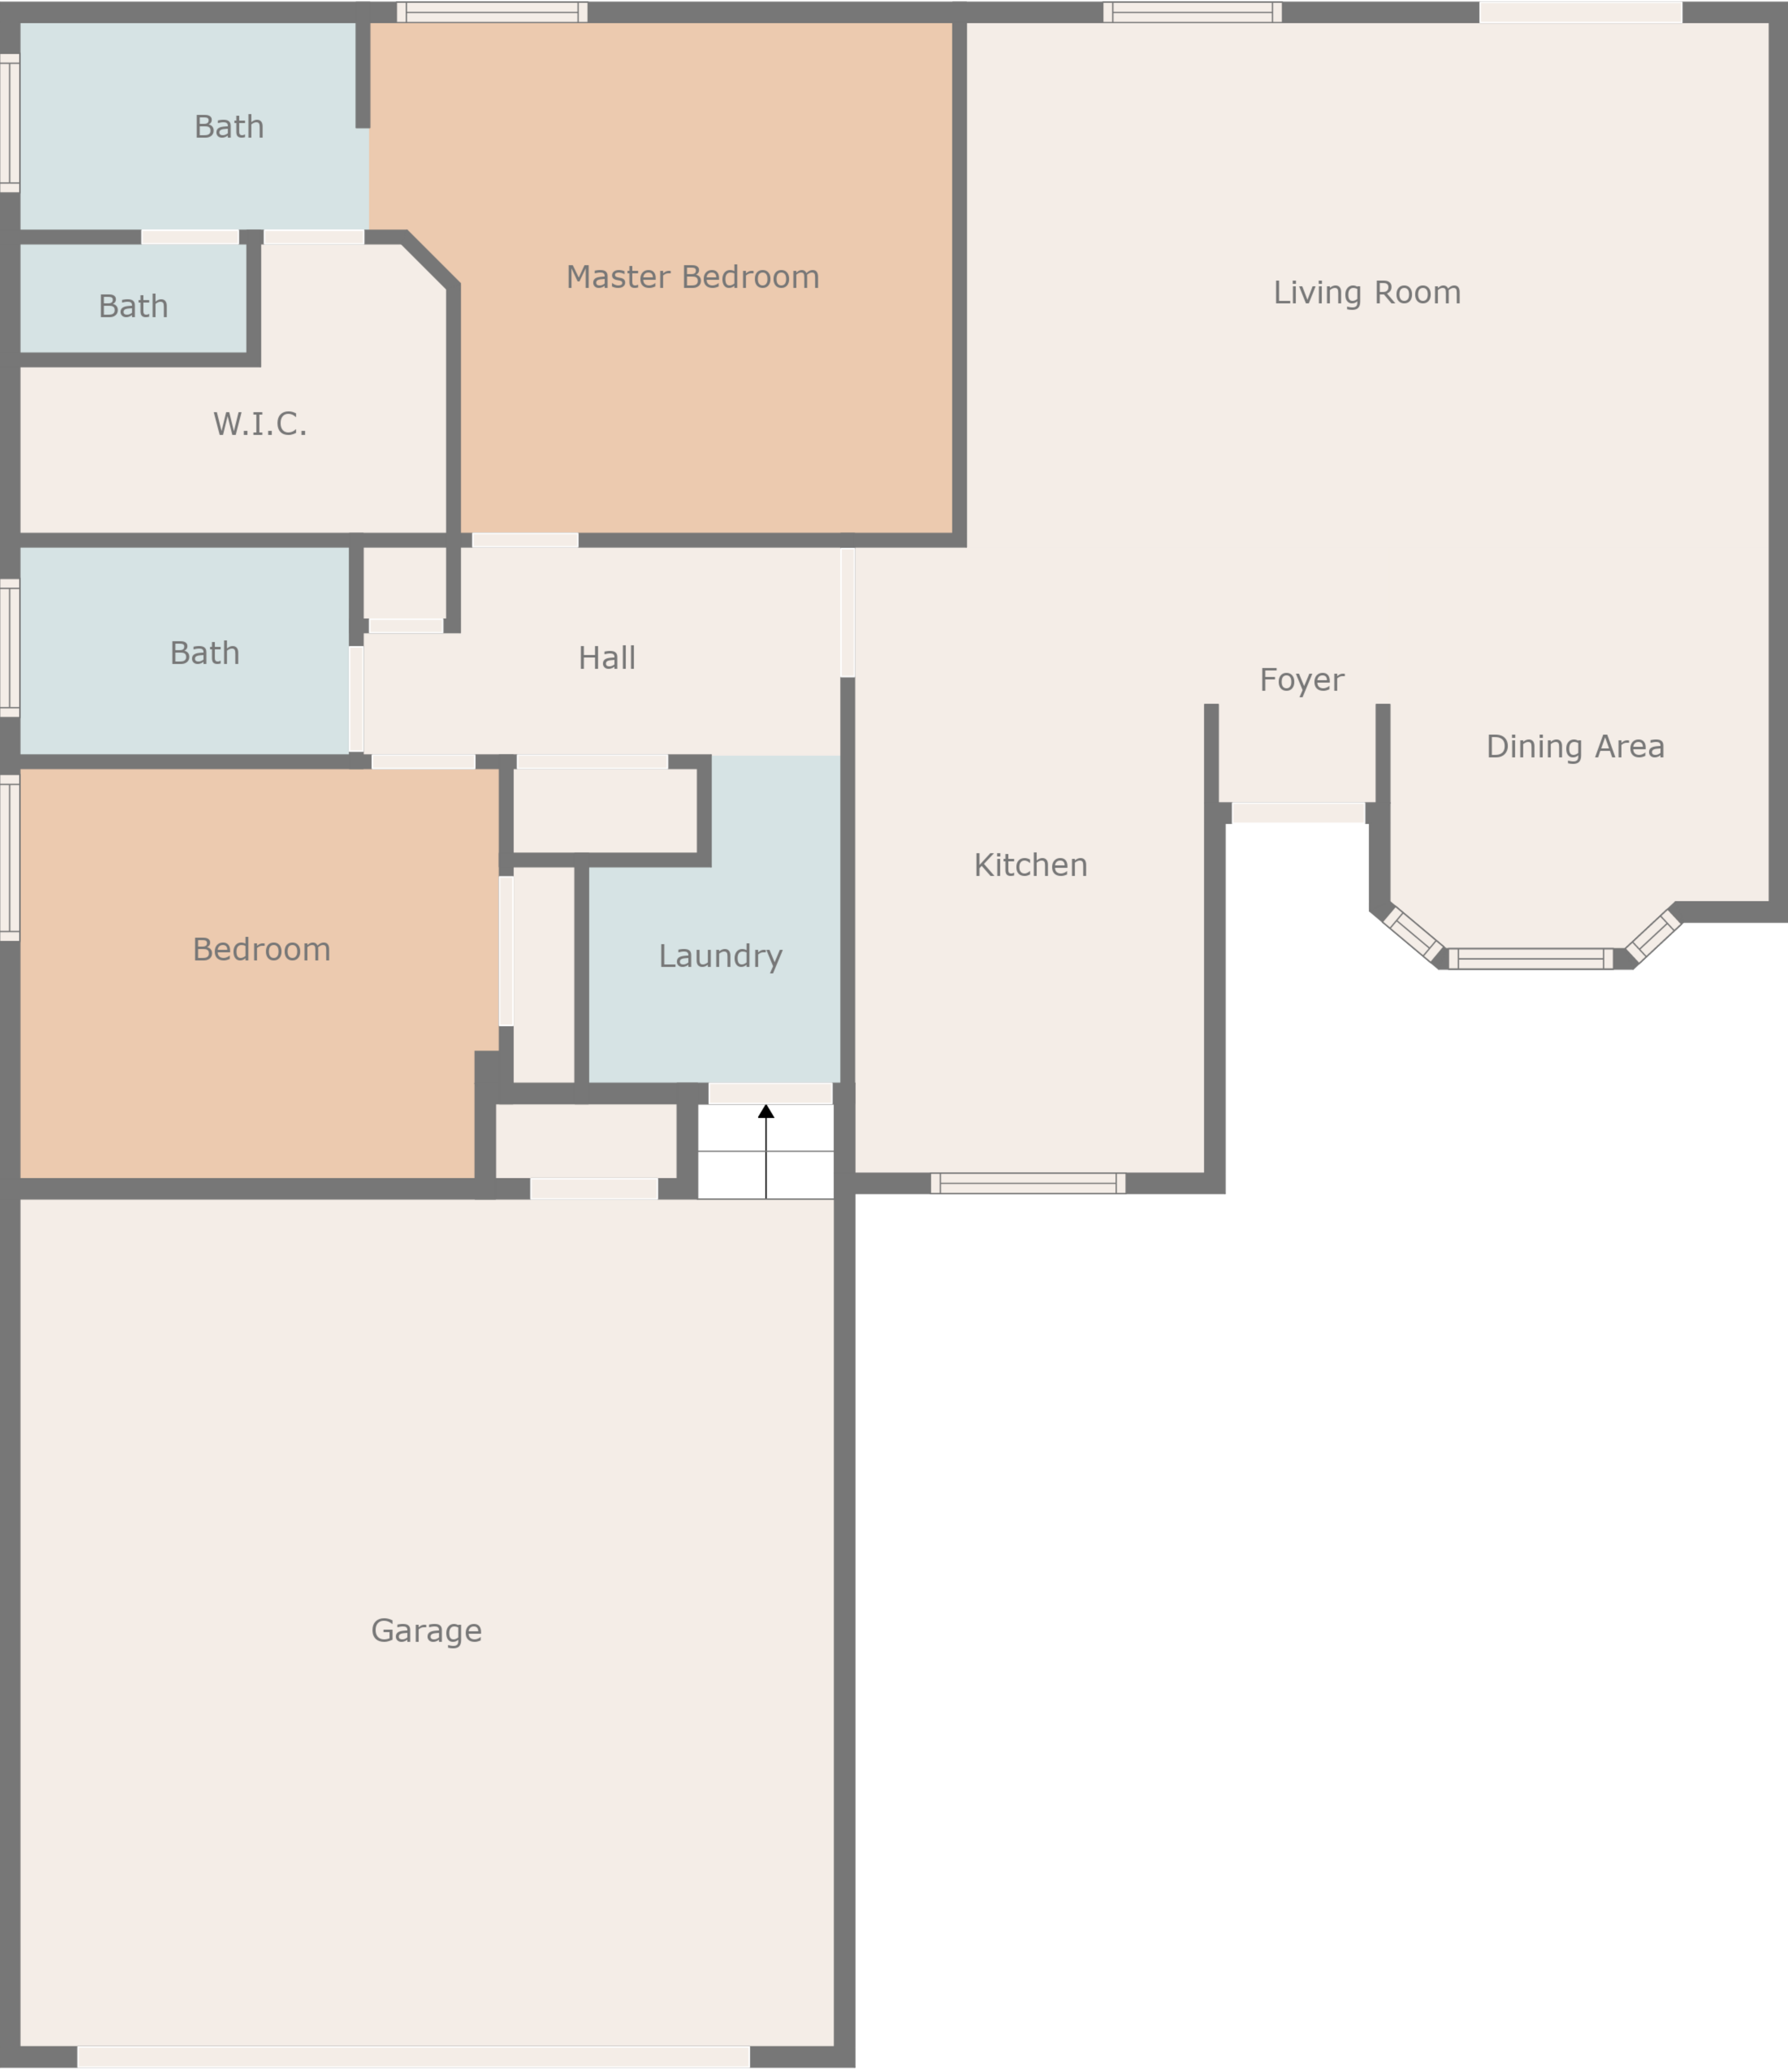 Bath
Master Bedroom
Living Room
Bath
W.I.C.
Bath
Hall
Foyer
Dining Area
Kitchen
Bedroom
Laundry
Garage